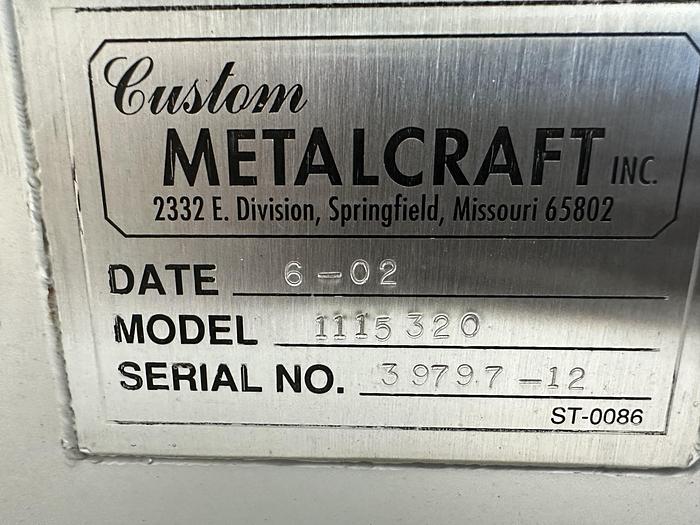 Custom
METALCRAFT INC.
2332 E. Division, Springfield, Missouri 65802
DATE 6-02
MODEL 1115320
SERIAL NO. 39797-12
ST-0086